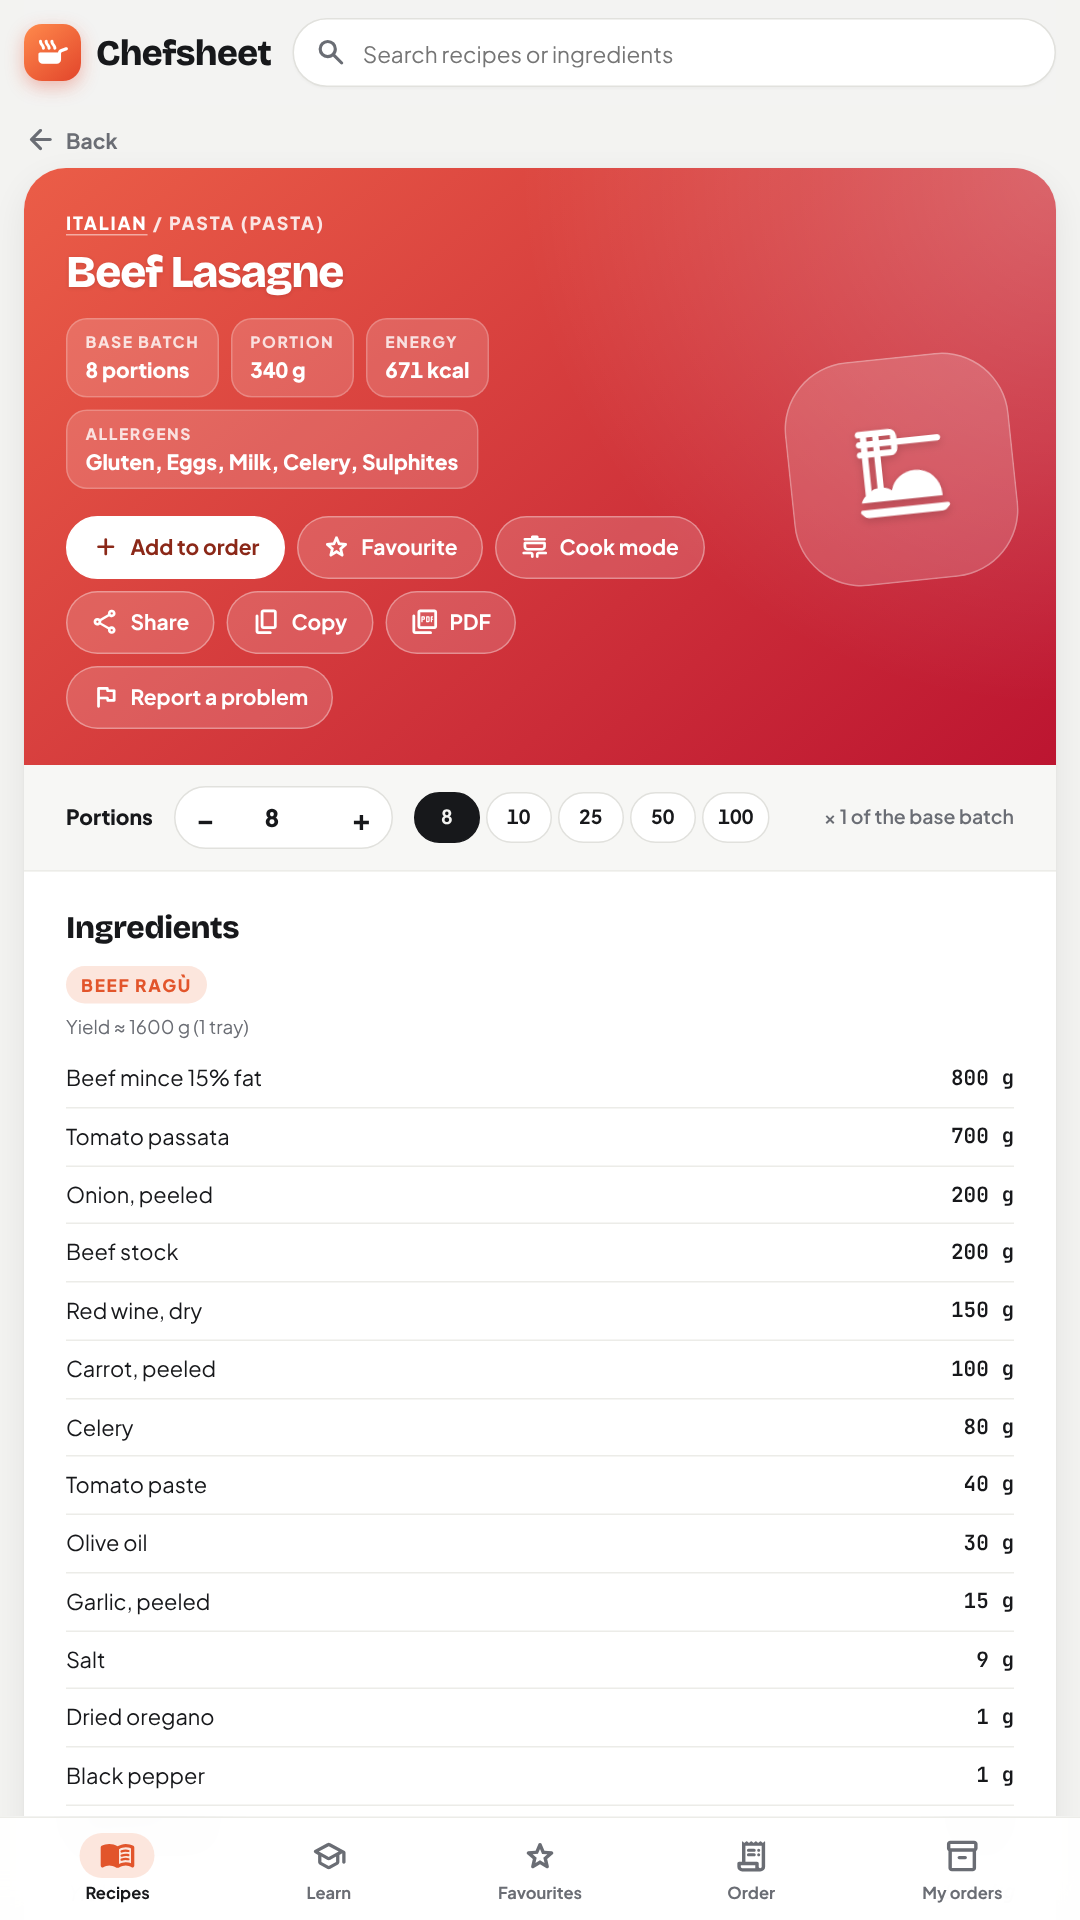 Chefsheet
Search recipes or ingredients
Back
ITALIAN / PASTA (PASTA)
Beef Lasagne
BASE BATCH
8 portions
PORTION
340 g
ENERGY
671 kcal
ALLERGENS
Gluten, Eggs, Milk, Celery, Sulphites
Add to order
Favourite
Cook mode
Share
Copy
PDF
Report a problem
Portions − 8 + 8 10 25 50 100 × 1 of the base batch
Ingredients
BEEF RAGÙ
Yield ≈ 1600 g (1 tray)
Beef mince 15% fat 800 g
Tomato passata 700 g
Onion, peeled 200 g
Beef stock 200 g
Red wine, dry 150 g
Carrot, peeled 100 g
Celery 80 g
Tomato paste 40 g
Olive oil 30 g
Garlic, peeled 15 g
Salt 9 g
Dried oregano 1 g
Black pepper 1 g
Recipes
Learn
Favourites
Order
My orders